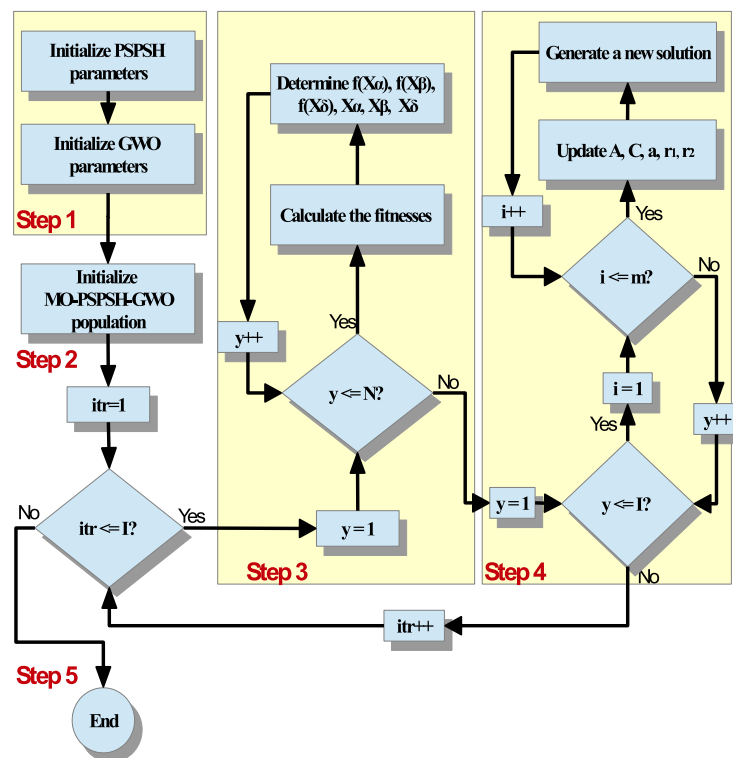 Initialize PSPSH
parameters
Initialize GWO
parameters
Step 1
Initialize
MO-PSPSH-GWO
population
Step 2
itr=1
itr <= I?
No
Yes
Determine f(Xα), f(Xβ),
f(Xδ), Xα, Xβ, Xδ
Calculate the fitnesses
y++
Yes
y <= N?
No
y = 1
Step 3
Generate a new solution
Update A, C, a, r1, r2
i++
Yes
i <= m?
No
i = 1
Yes
y++
y = 1
y <= I?
No
Step 4
itr++
Step 5
End